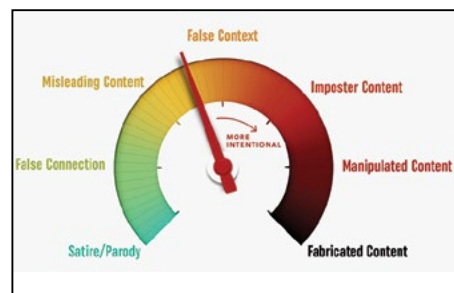 False Context
Misleading Content
Imposter Content
MORE
INTENTIONAL
False Connection
Manipulated Content
Satire/Parody
Fabricated Content